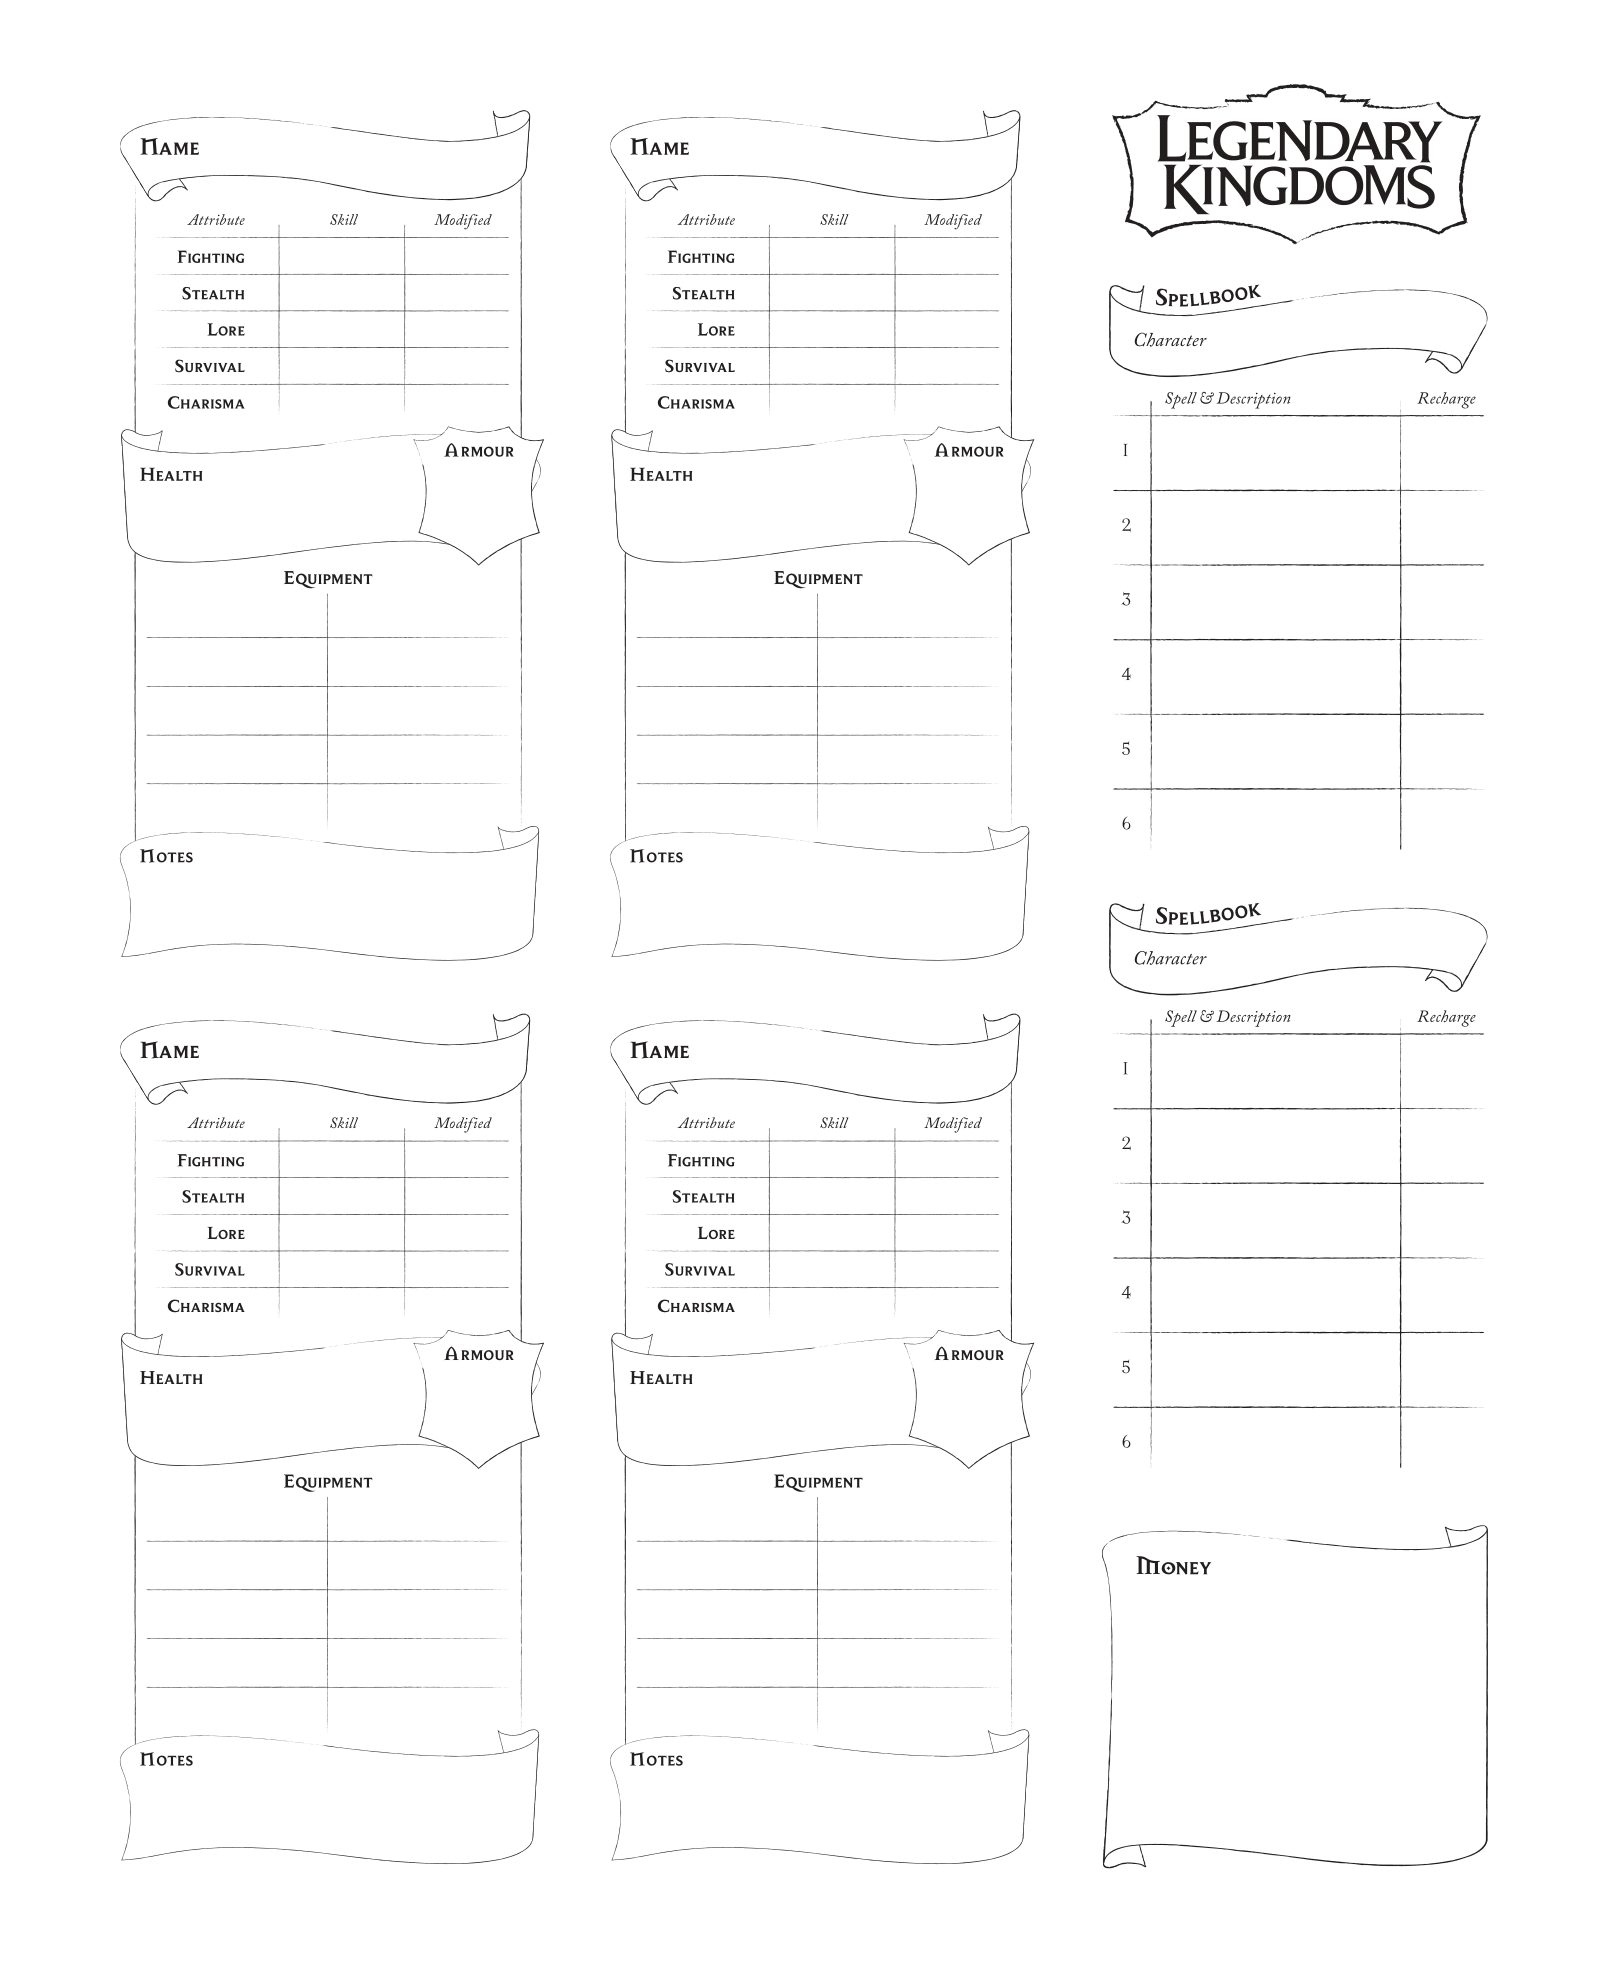 LEGENDARY
KINGDOMS
NAME
Attribute Skill Modified
FIGHTING
STEALTH
LORE
SURVIVAL
CHARISMA
HEALTH
ARMOUR
EQUIPMENT
NOTES
NAME
Attribute Skill Modified
FIGHTING
STEALTH
LORE
SURVIVAL
CHARISMA
HEALTH
ARMOUR
EQUIPMENT
NOTES
NAME
Attribute Skill Modified
FIGHTING
STEALTH
LORE
SURVIVAL
CHARISMA
HEALTH
ARMOUR
EQUIPMENT
NOTES
NAME
Attribute Skill Modified
FIGHTING
STEALTH
LORE
SURVIVAL
CHARISMA
HEALTH
ARMOUR
EQUIPMENT
NOTES
SPELLBOOK
Character
Spell & Description Recharge
1
2
3
4
5
6
SPELLBOOK
Character
Spell & Description Recharge
1
2
3
4
5
6
MONEY